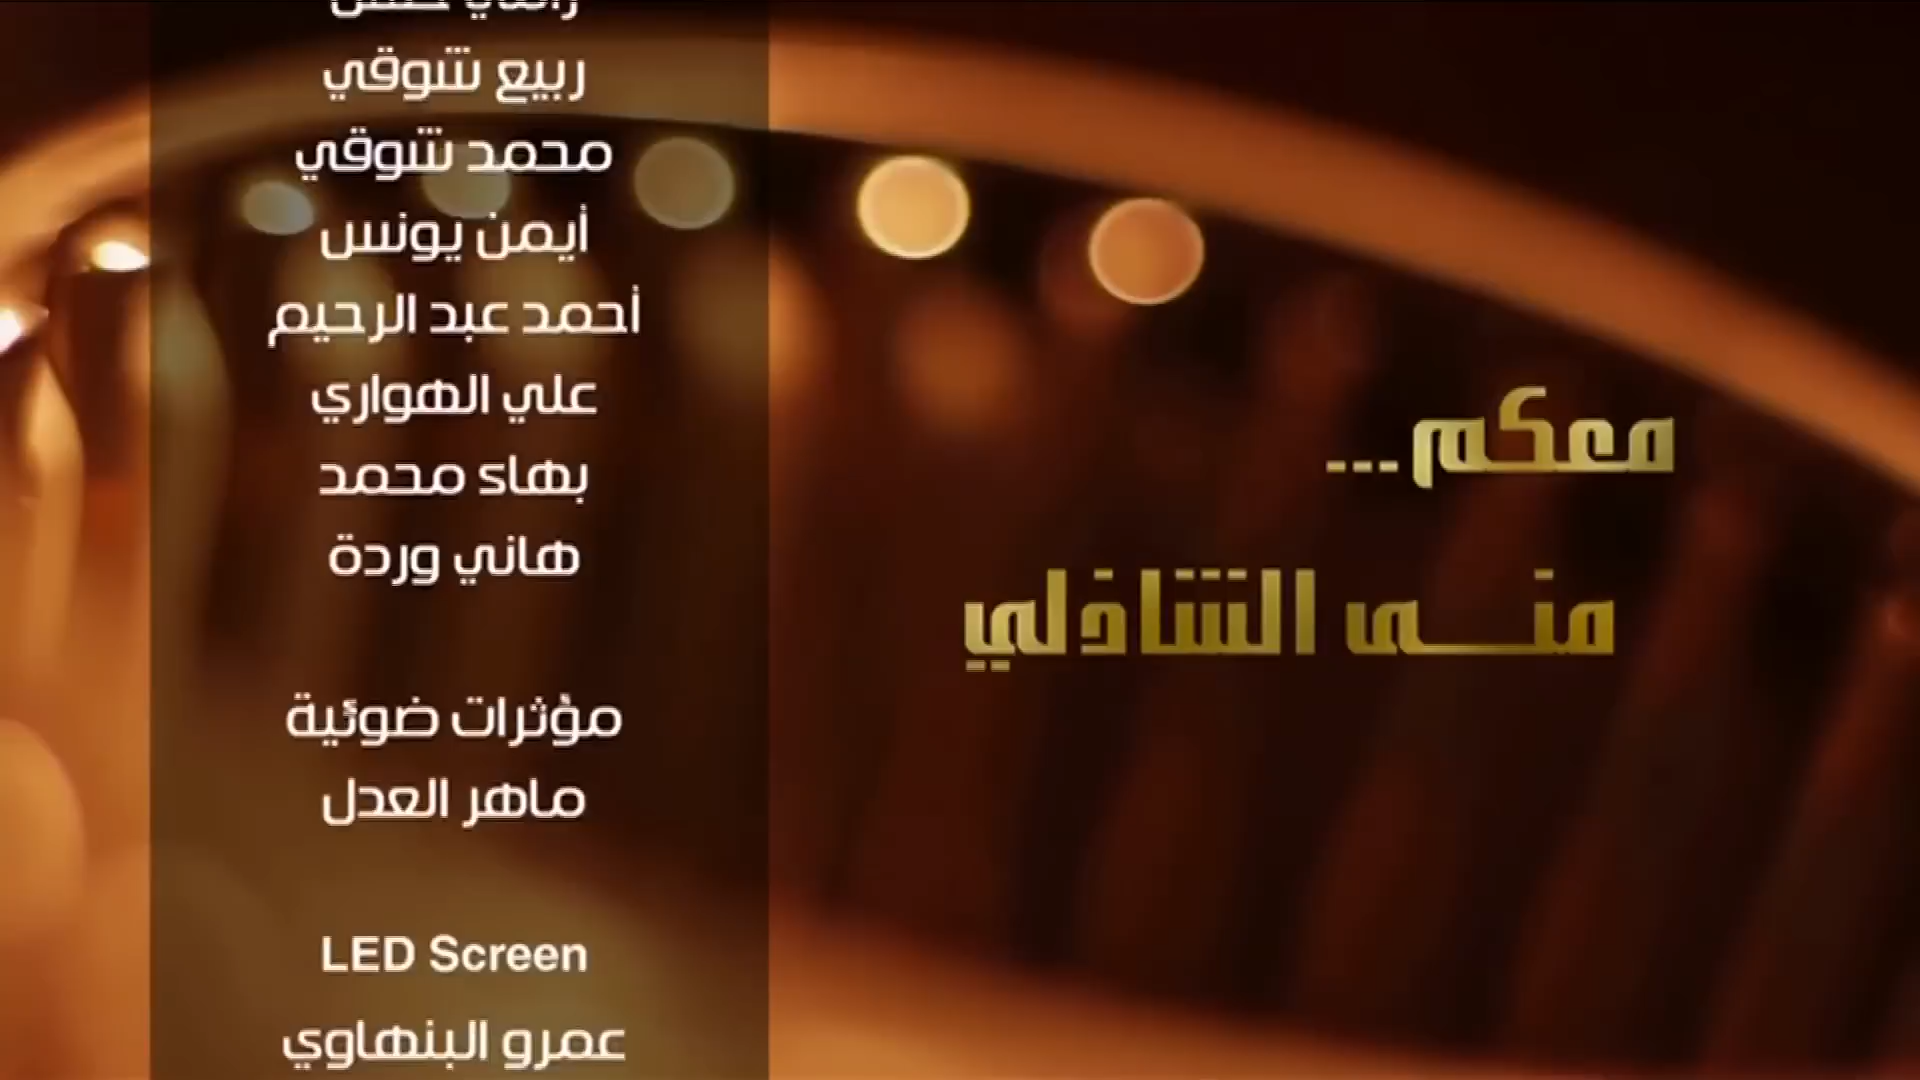 ربيع شوقي
محمد شوقي
أيمن يونس
أحمد عبد الرحيم
علي الهواري
بهاء محمد
هاني وردة
مؤثرات ضوئية
ماهر العدل
LED Screen
عمرو البنهاوي
معكم...
منى الشاذلي